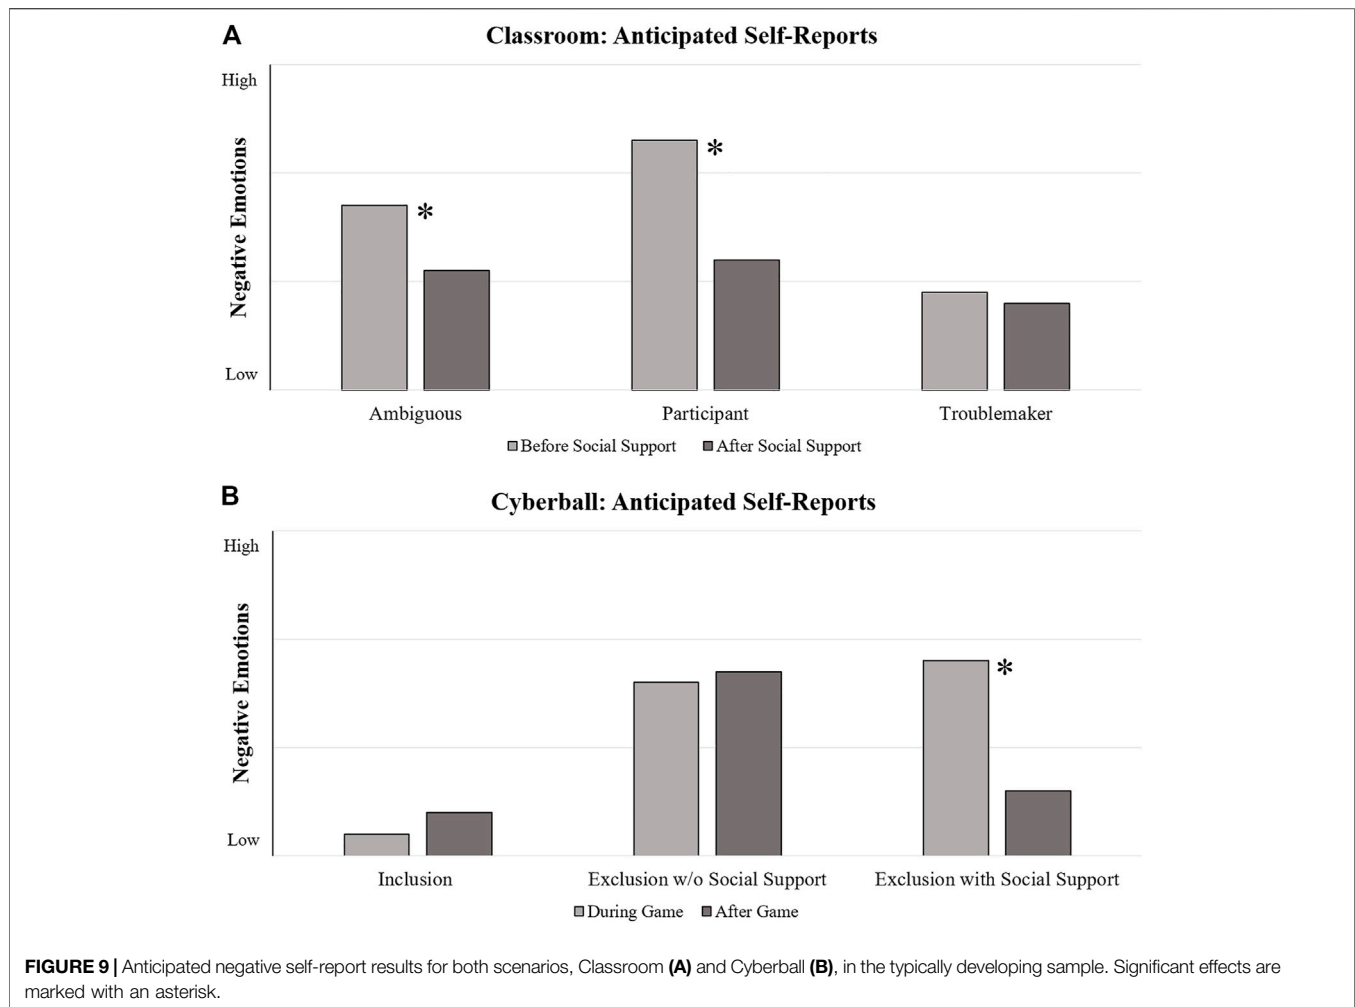 A
Classroom: Anticipated Self-Reports
High
Negative Emotions
Low
*
*
Ambiguous Participant Troublemaker
Before Social Support After Social Support
B
Cyberball: Anticipated Self-Reports
High
Negative Emotions
Low
*
Inclusion Exclusion w/o Social Support Exclusion with Social Support
During Game After Game
FIGURE 9 | Anticipated negative self-report results for both scenarios, Classroom (A) and Cyberball (B), in the typically developing sample. Significant effects are
marked with an asterisk.